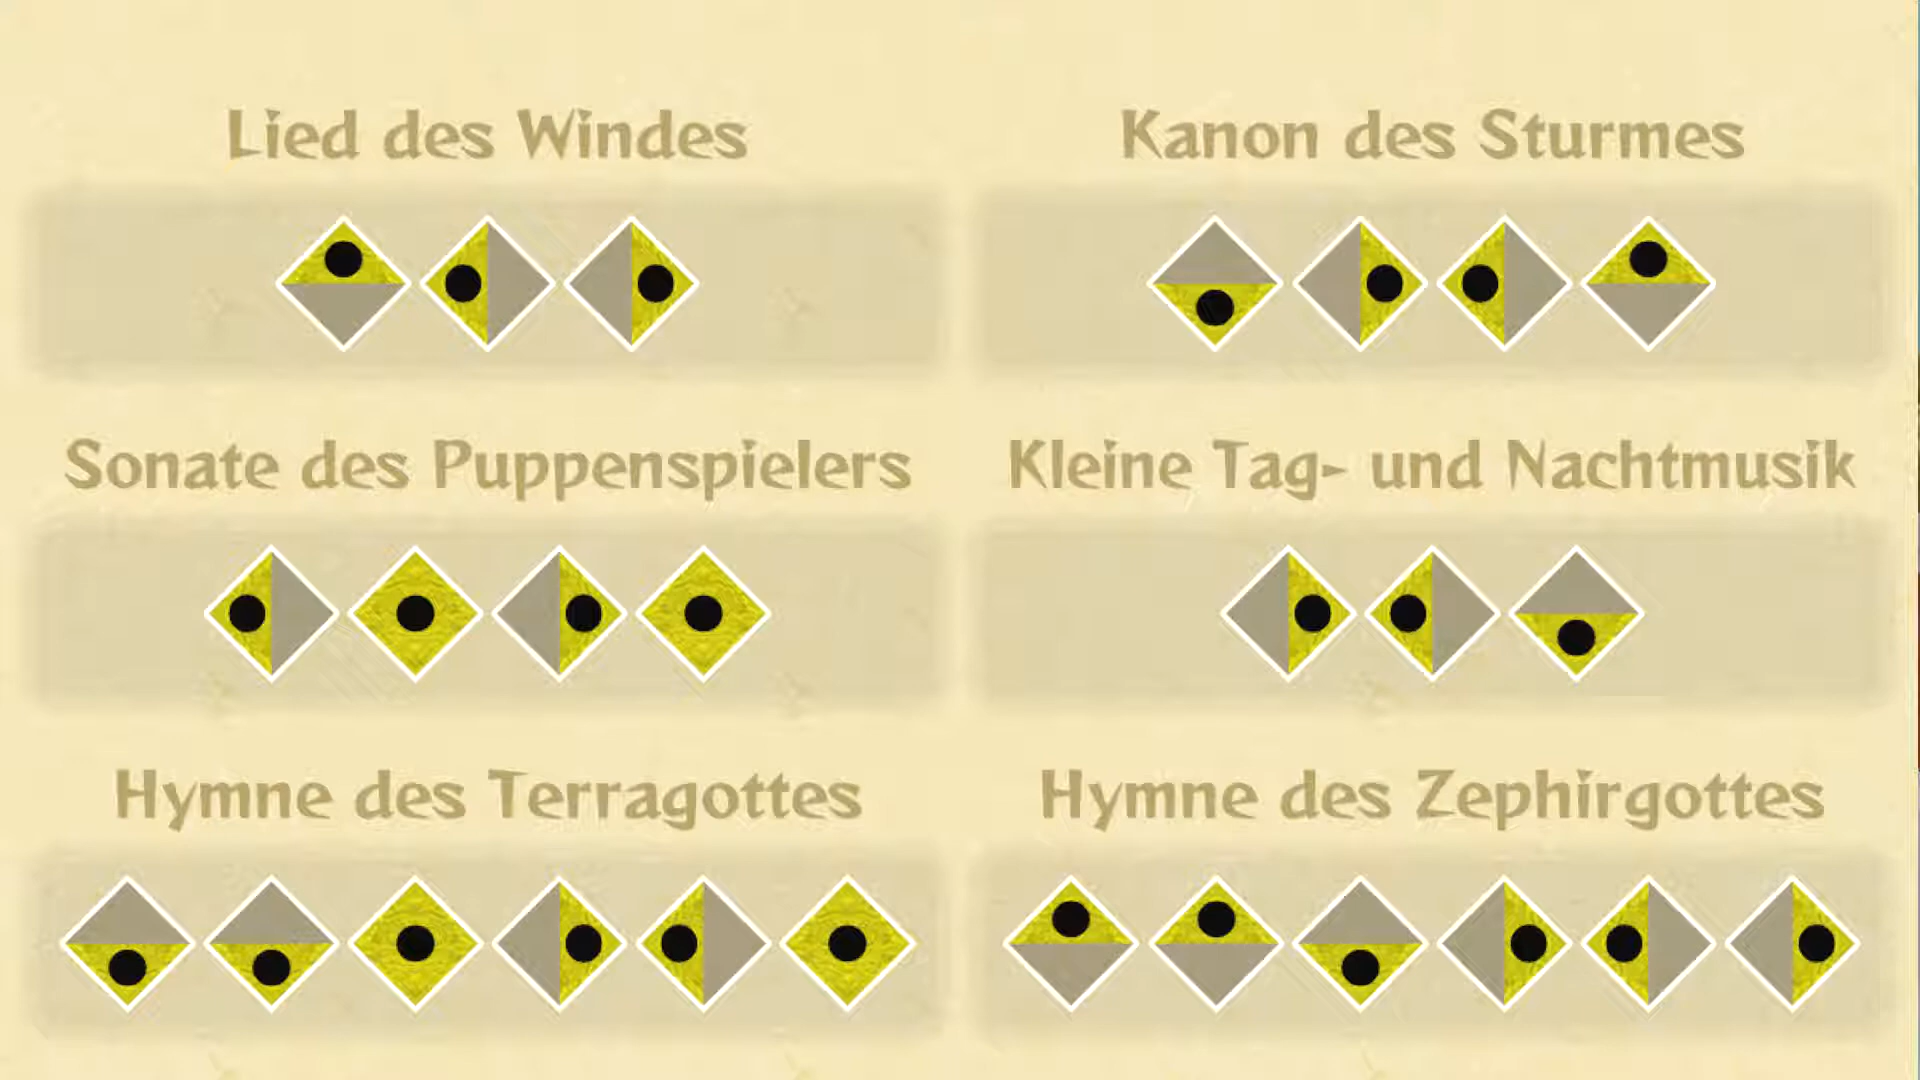 Lied des Windes
Kanon des Sturmes
Sonate des Puppenspielers
Kleine Tag- und Nachtmusik
Hymne des Terragottes
Hymne des Zephirgottes